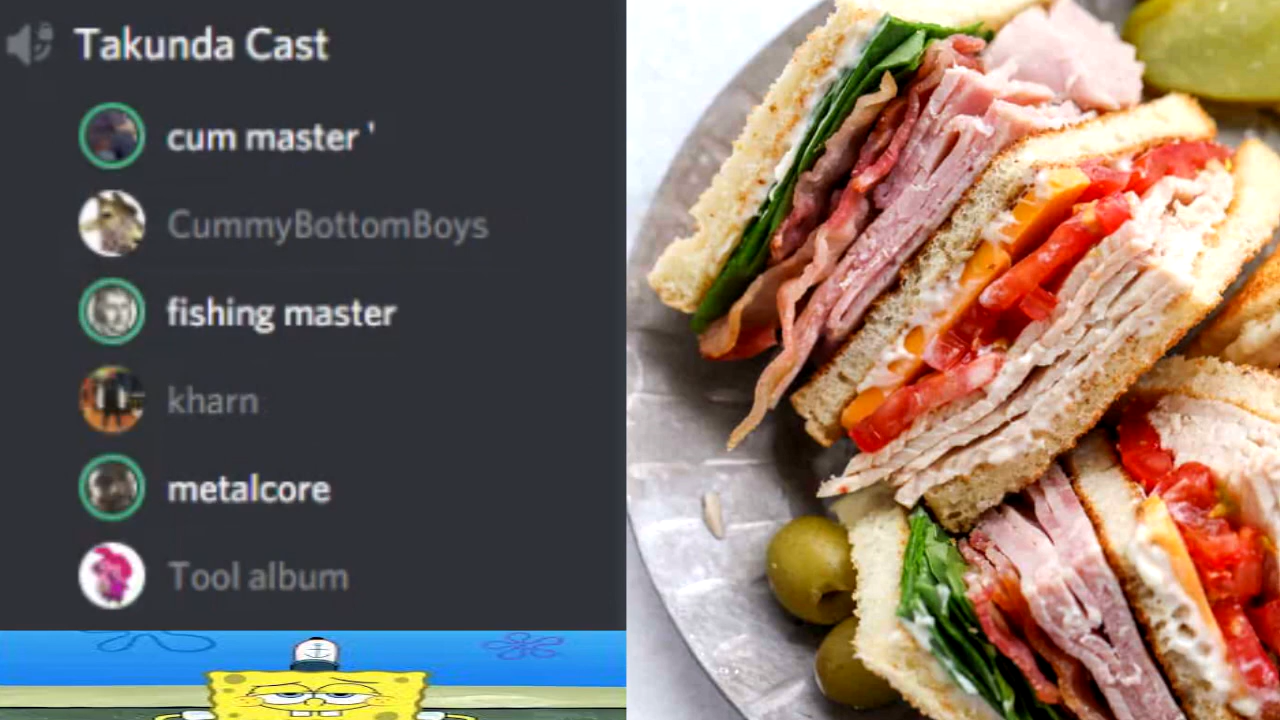 Takunda Cast
cum master '
CummyBottomBoys
fishing master
kharn
metalcore
Tool album